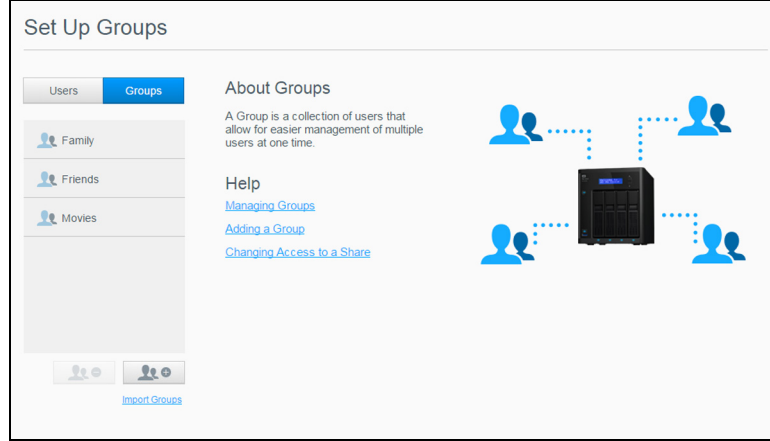 Set Up Groups
Users
Groups
Family
Friends
Movies
Import Groups
About Groups
A Group is a collection of users that
allow for easier management of multiple
users at one time.
Help
Managing Groups
Adding a Group
Changing Access to a Share